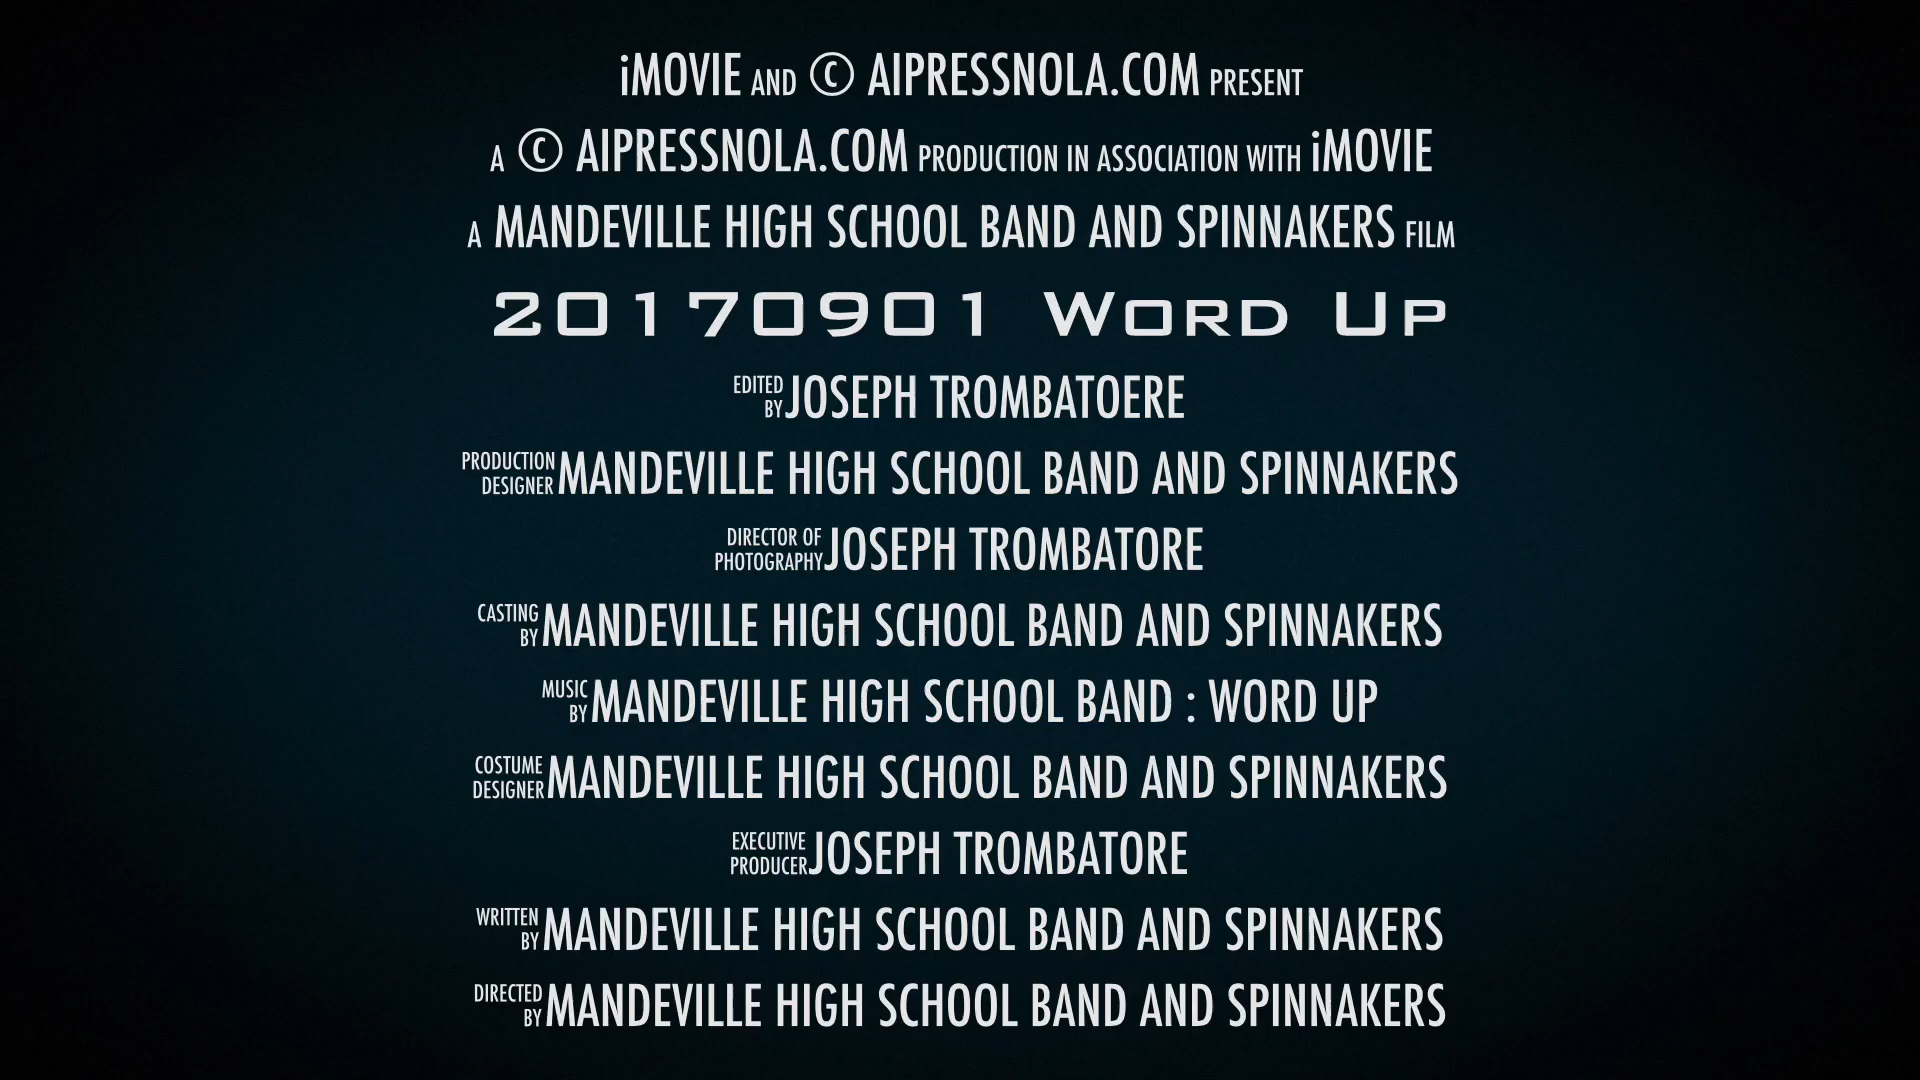 iMOVIE AND © AIPRESSNOLA.COM PRESENT
A © AIPRESSNOLA.COM PRODUCTION IN ASSOCIATION WITH iMOVIE
A MANDEVILLE HIGH SCHOOL BAND AND SPINNAKERS FILM
20170901 WORD UP
EDITED BY JOSEPH TROMBATOERE
PRODUCTION DESIGNER MANDEVILLE HIGH SCHOOL BAND AND SPINNAKERS
DIRECTOR OF PHOTOGRAPHY JOSEPH TROMBATORE
CASTING BY MANDEVILLE HIGH SCHOOL BAND AND SPINNAKERS
MUSIC BY MANDEVILLE HIGH SCHOOL BAND : WORD UP
COSTUME DESIGNER MANDEVILLE HIGH SCHOOL BAND AND SPINNAKERS
EXECUTIVE PRODUCER JOSEPH TROMBATORE
WRITTEN BY MANDEVILLE HIGH SCHOOL BAND AND SPINNAKERS
DIRECTED BY MANDEVILLE HIGH SCHOOL BAND AND SPINNAKERS